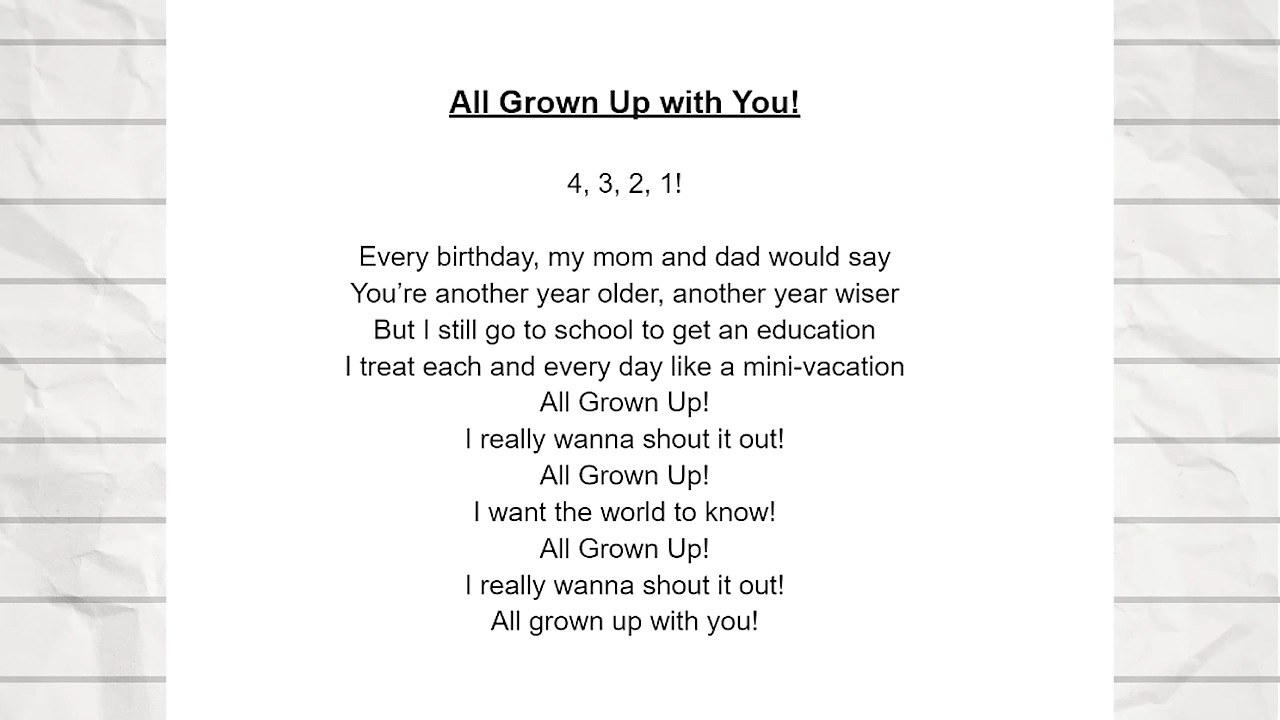 All Grown Up with You!
4, 3, 2, 1!
Every birthday, my mom and dad would say
You’re another year older, another year wiser
But I still go to school to get an education
I treat each and every day like a mini-vacation
All Grown Up!
I really wanna shout it out!
All Grown Up!
I want the world to know!
All Grown Up!
I really wanna shout it out!
All grown up with you!